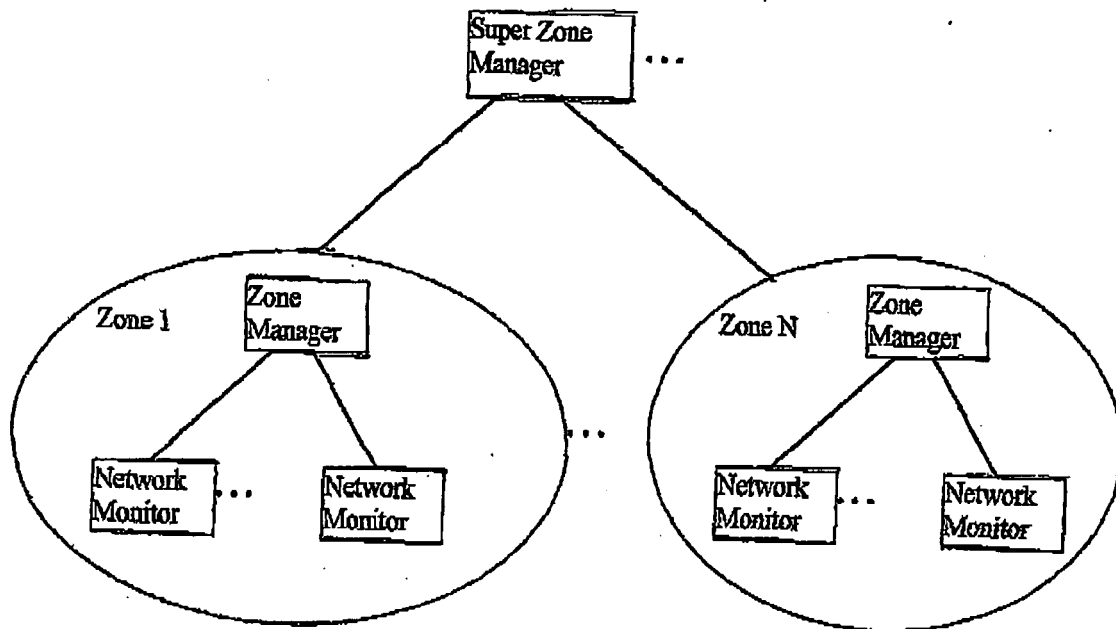 Super Zone
Manager
...
Zone 1
Zone
Manager
Network
Monitor
...
Network
Monitor
...
Zone N
Zone
Manager
Network
Monitor
...
Network
Monitor